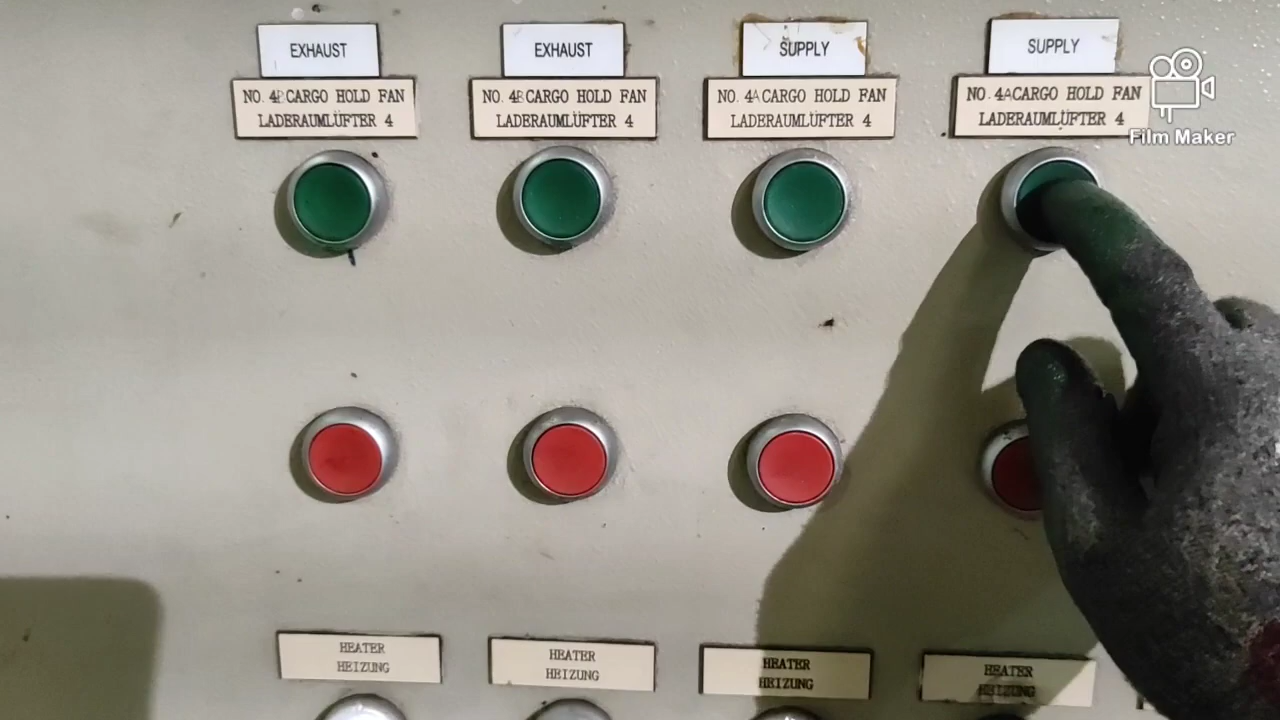 EXHAUST
NO. 4B CARGO HOLD FAN
LADERAUMLÜFTER 4
EXHAUST
NO. 4B CARGO HOLD FAN
LADERAUMLÜFTER 4
SUPPLY
NO. 4A CARGO HOLD FAN
LADERAUMLÜFTER 4
SUPPLY
NO. 4A CARGO HOLD FAN
LADERAUMLÜFTER 4
Film Maker
HEATER
HEIZUNG
HEATER
HEIZUNG
HEATER
HEIZUNG
HEATER
HEIZUNG